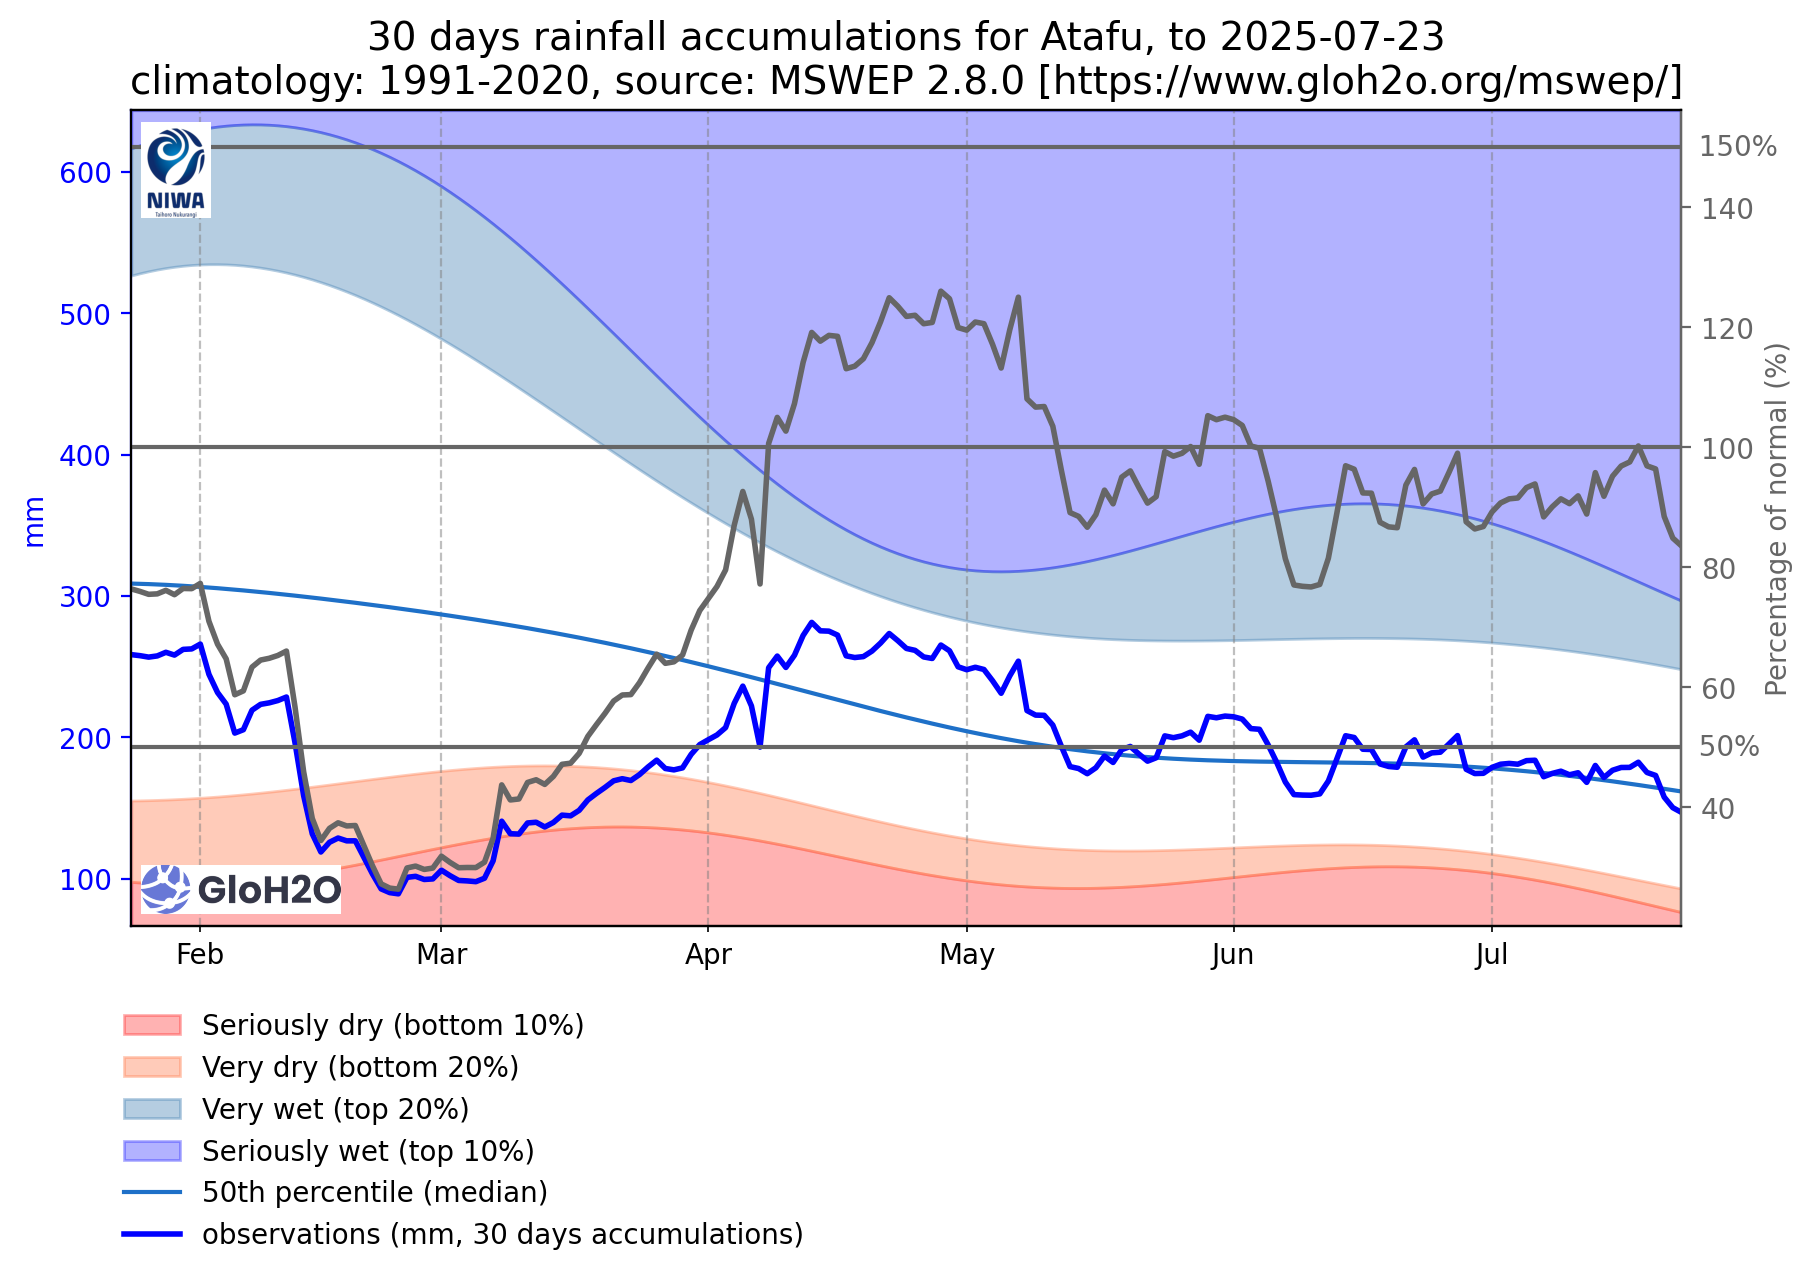 30 days rainfall accumulations for Atafu, to 2025-07-23
climatology: 1991-2020, source: MSWEP 2.8.0 [https://www.gloh2o.org/mswep/]
600
500
400
300
200
100
mm
150%
140
120
100
80
60
50%
40
Percentage of normal (%)
NIWA
Taihoro Nukurangi
GloH2O
Feb
Mar
Apr
May
Jun
Jul
Seriously dry (bottom 10%)
Very dry (bottom 20%)
Very wet (top 20%)
Seriously wet (top 10%)
50th percentile (median)
observations (mm, 30 days accumulations)